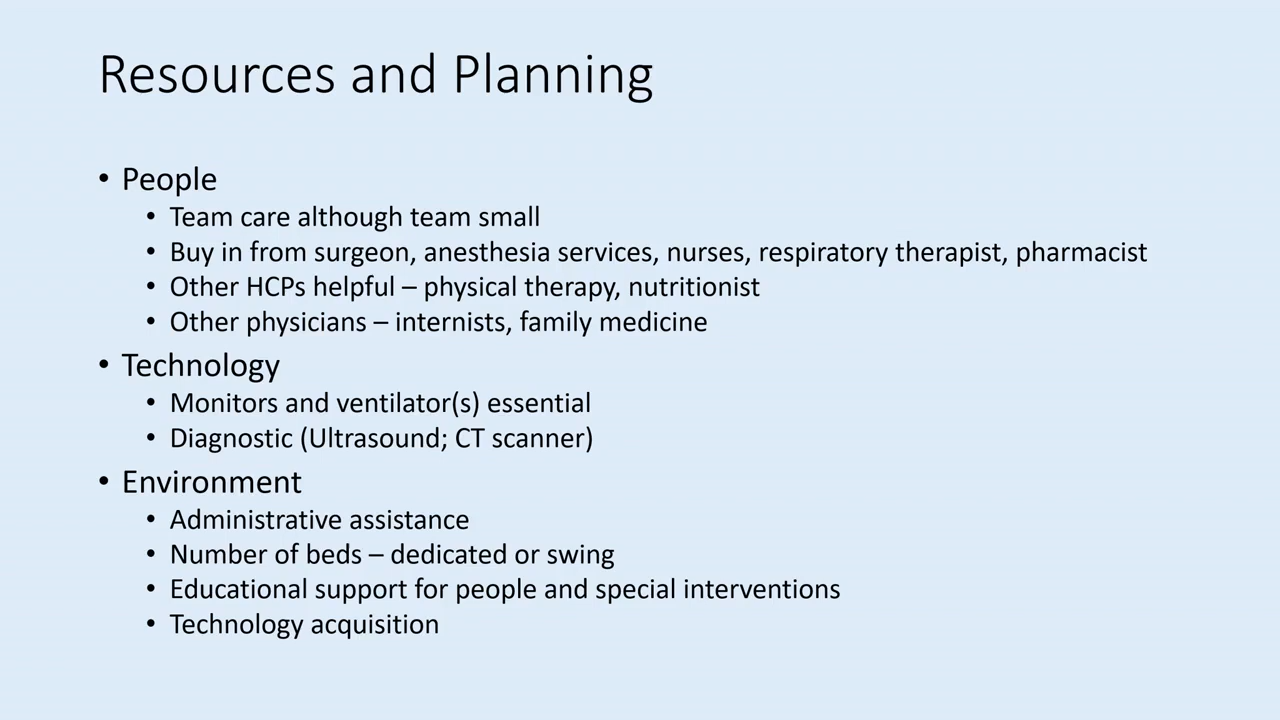 Resources and Planning
• People
• Team care although team small
• Buy in from surgeon, anesthesia services, nurses, respiratory therapist, pharmacist
• Other HCPs helpful – physical therapy, nutritionist
• Other physicians – internists, family medicine
• Technology
• Monitors and ventilator(s) essential
• Diagnostic (Ultrasound; CT scanner)
• Environment
• Administrative assistance
• Number of beds – dedicated or swing
• Educational support for people and special interventions
• Technology acquisition